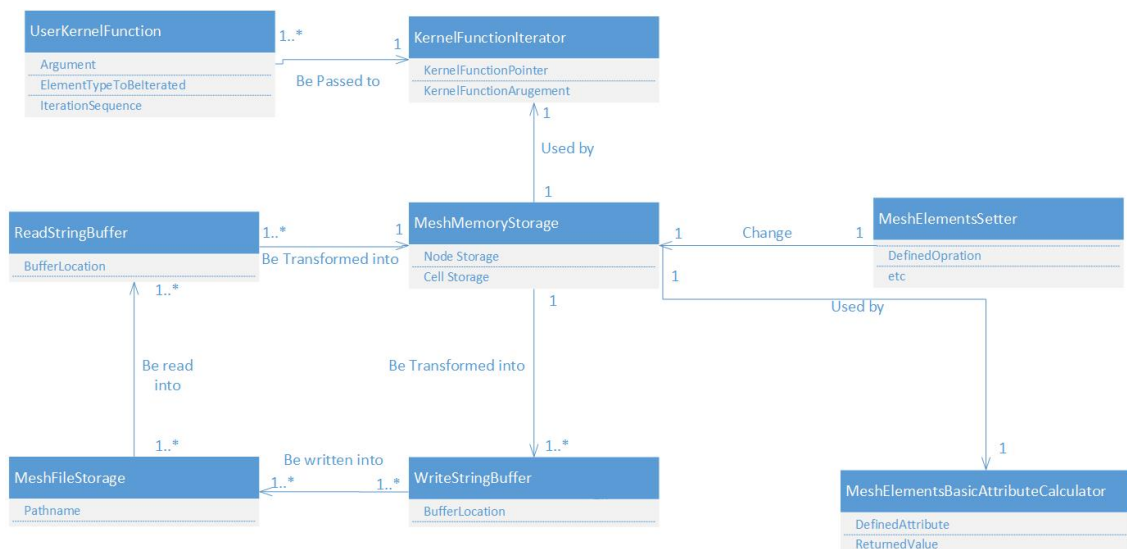 UserKernelFunction
Argument
ElementTypeToBeIterated
IterationSequence
1..*
1
Be Passed to
KernelFunctionIterator
KernelFunctionPointer
KernelFunctionArugement
1
Used by
1
ReadStringBuffer
BufferLocation
1..*
1
Be Transformed into
MeshMemoryStorage
Node Storage
Cell Storage
1
Change
1
MeshElementsSetter
DefinedOpration
etc
1..*
1
1
Used by
Be read
into
Be Transformed into
1..*
1..*
1
MeshFileStorage
Pathname
Be written into
1..*
1..*
WriteStringBuffer
BufferLocation
MeshElementsBasicAttributeCalculator
DefinedAttribute
ReturnedValue